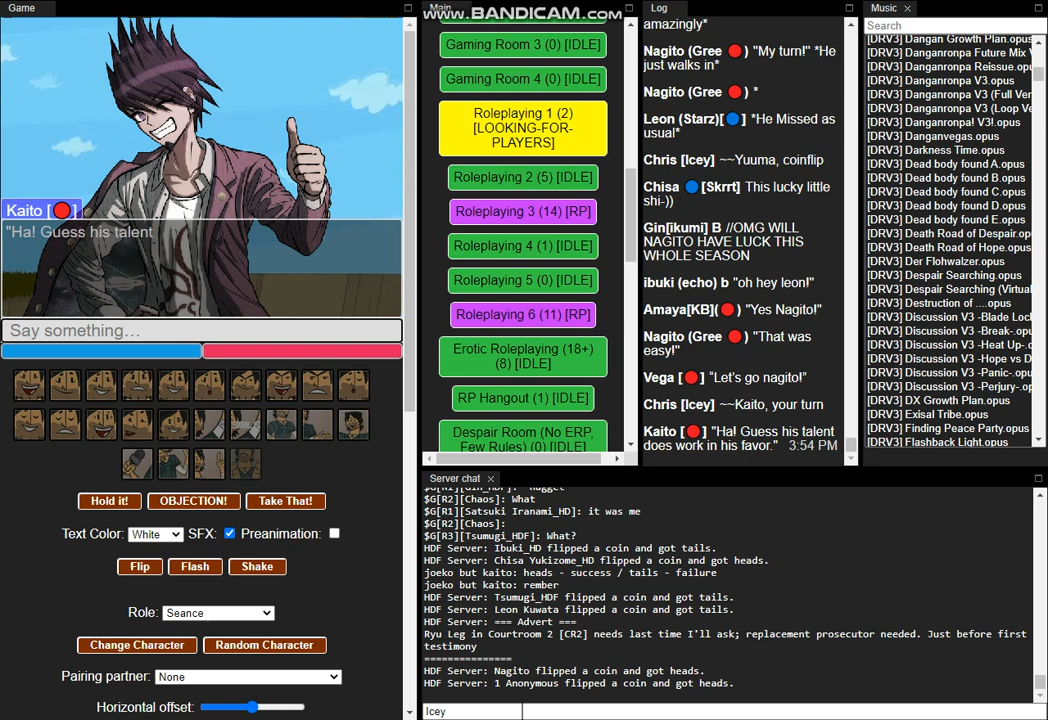 Game
Main
www.BANDICAM.com
Log
Music
Kaito [🔴]
"Ha! Guess his talent
Say something…
Hold it!
OBJECTION!
Take That!
Text Color:
White
SFX:
Preanimation:
Flip
Flash
Shake
Role:
Seance
Change Character
Random Character
Pairing partner:
None
Horizontal offset:
Gaming Room 3 (0) [IDLE]
Gaming Room 4 (0) [IDLE]
Roleplaying 1 (2)
[LOOKING-FOR-
PLAYERS]
Roleplaying 2 (5) [IDLE]
Roleplaying 3 (14) [RP]
Roleplaying 4 (1) [IDLE]
Roleplaying 5 (0) [IDLE]
Roleplaying 6 (11) [RP]
Erotic Roleplaying (18+)
(8) [IDLE]
RP Hangout (1) [IDLE]
Despair Room (No ERP,
Few Rules) (0) [IDLE]
amazingly*
Nagito (Gree 🔴) "My turn!" *He
just walks in*
Nagito (Gree 🔴) *
Leon (Starz)[🔵] *He Missed as
usual*
Chris [Icey] ~~Yuuma, coinflip
Chisa 🔵[Skrrt] This lucky little
shi-))
Gin[ikumi] B //OMG WILL
NAGITO HAVE LUCK THIS
WHOLE SEASON
ibuki (echo) b "oh hey leon!"
Amaya[KB](🔴) "Yes Nagito!"
Nagito (Gree 🔴) "That was
easy!"
Vega [🔴] "Let's go nagito!"
Chris [Icey] ~~Kaito, your turn
Kaito [🔴] "Ha! Guess his talent
does work in his favor." 3:54 PM
Search
[DRV3] Dangan Growth Plan.opus
[DRV3] Danganronpa Future Mix V
[DRV3] Danganronpa Reissue.opu
[DRV3] Danganronpa V3.opus
[DRV3] Danganronpa V3 (Full Ver
[DRV3] Danganronpa V3 (Loop Ve
[DRV3] Danganronpa! V3!.opus
[DRV3] Danganvegas.opus
[DRV3] Darkness Time.opus
[DRV3] Dead body found A.opus
[DRV3] Dead body found B.opus
[DRV3] Dead body found C.opus
[DRV3] Dead body found D.opus
[DRV3] Dead body found E.opus
[DRV3] Death Road of Despair.opu
[DRV3] Death Road of Hope.opus
[DRV3] Der Flohwalzer.opus
[DRV3] Despair Searching.opus
[DRV3] Despair Searching (Virtual
[DRV3] Destruction of ....opus
[DRV3] Discussion V3 -Blade Lock
[DRV3] Discussion V3 -Break-.opu
[DRV3] Discussion V3 -Heat Up-.o
[DRV3] Discussion V3 -Hope vs D
[DRV3] Discussion V3 -Panic-.opu
[DRV3] Discussion V3 -Perjury-.op
[DRV3] DX Growth Plan.opus
[DRV3] Exisal Tribe.opus
[DRV3] Finding Peace Party.opus
[DRV3] Flashback Light.opus
Server chat
$G[R1][Gin_HDF]: *nugget*
$G[R2][Chaos]: What
$G[R1][Satsuki Iranami_HD]: it was me
$G[R2][Chaos]:
$G[R3][Tsumugi_HDF]: What?
HDF Server: Ibuki_HD flipped a coin and got tails.
HDF Server: Chisa Yukizome_HD flipped a coin and got heads.
joeko but kaito: heads - success / tails - failure
joeko but kaito: rember
HDF Server: Tsumugi_HDF flipped a coin and got tails.
HDF Server: Leon Kuwata flipped a coin and got tails.
HDF Server: === Advert ===
Ryu Leg in Courtroom 2 [CR2] needs last time I'll ask; replacement prosecutor needed. Just before first
testimony
===============
HDF Server: Nagito flipped a coin and got heads.
HDF Server: 1 Anonymous flipped a coin and got heads.
Icey